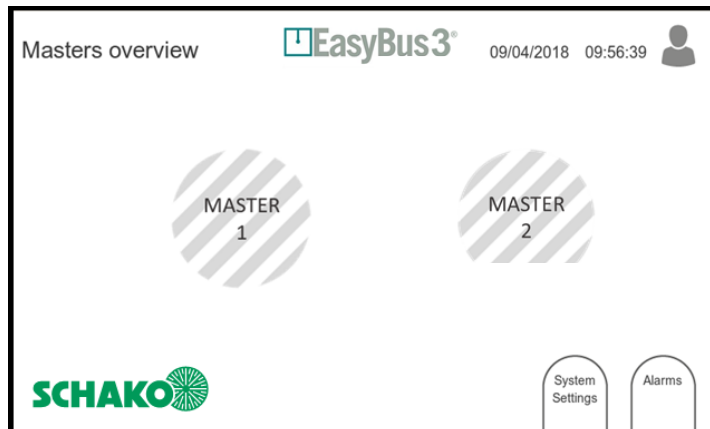 Masters overview
EasyBus3®
09/04/2018 09:56:39
MASTER
1
MASTER
2
SCHAKO
System
Settings
Alarms